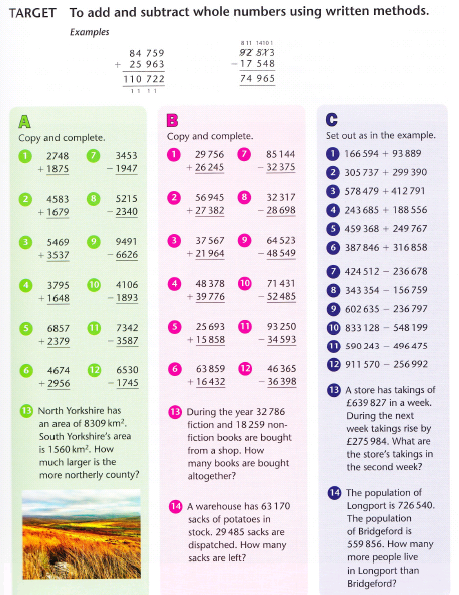 TARGET To add and subtract whole numbers using written methods.
Examples
84 759
+ 25 963
110 722
1 1 1 1
8 11 14 10 1
92 513
− 17 548
74 965
A
Copy and complete.
1 2748
+ 1875
2 4583
+ 1679
3 5469
+ 3537
4 3795
+ 1648
5 6857
+ 2379
6 4674
+ 2956
7 3453
− 1947
8 5215
− 2340
9 9491
− 6626
10 4106
− 1893
11 7342
− 3587
12 6530
− 1745
13 North Yorkshire has
an area of 8309 km².
South Yorkshire's area
is 1560 km². How
much larger is the
more northerly county?
B
Copy and complete.
1 29 756
+ 26 245
2 56 945
+ 27 382
3 37 567
+ 21 964
4 48 378
+ 39 776
5 25 693
+ 15 858
6 63 859
+ 16 432
7 85 144
− 32 375
8 32 317
− 28 698
9 64 523
− 48 549
10 71 431
− 52 485
11 93 250
− 34 593
12 46 365
− 36 398
13 During the year 32 786
fiction and 18 259 non-
fiction books are bought
from a shop. How
many books are bought
altogether?
14 A warehouse has 63 170
sacks of potatoes in
stock. 29 485 sacks are
dispatched. How many
sacks are left?
C
Set out as in the example.
1 166 594 + 93 889
2 305 737 + 299 390
3 578 479 + 412 791
4 243 685 + 188 556
5 459 368 + 249 767
6 387 846 + 316 858
7 424 512 − 236 678
8 343 354 − 156 759
9 602 635 − 236 797
10 833 128 − 548 199
11 590 243 − 496 475
12 911 570 − 256 992
13 A store has takings of
£639 827 in a week.
During the next
week takings rise by
£275 984. What are
the store's takings in
the second week?
14 The population of
Longport is 726 540.
The population
of Bridgeford is
559 856. How many
more people live
in Longport than
Bridgeford?